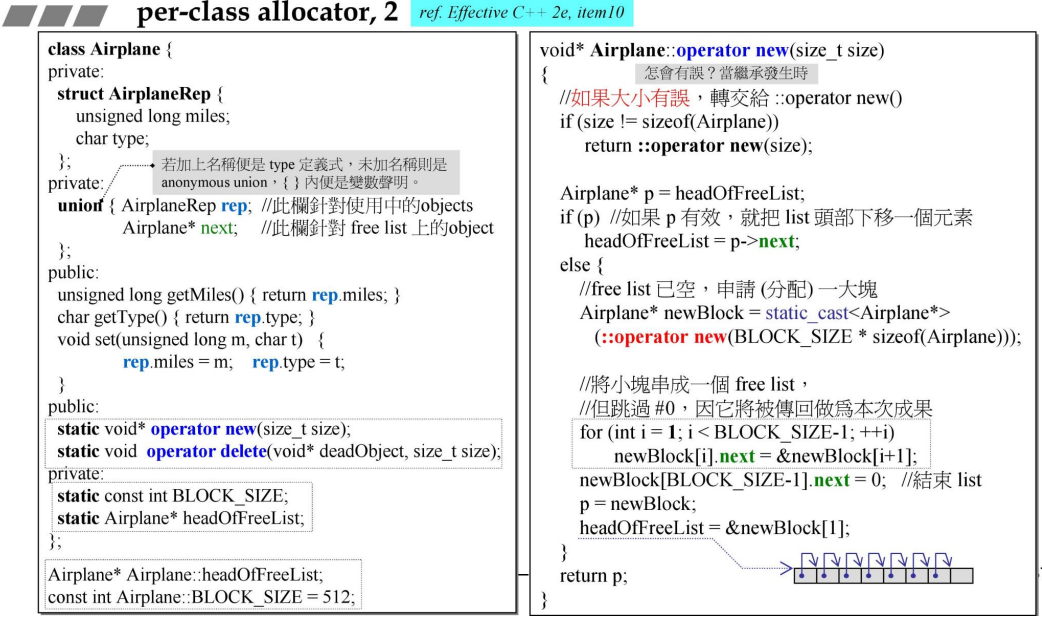 per-class allocator, 2
ref. Effective C++ 2e, item10
class Airplane {
private:
struct AirplaneRep {
unsigned long miles;
char type;
};
若加上名稱便是 type 定義式，未加名稱則是
anonymous union，{ } 內便是變數聲明。
private:
union { AirplaneRep rep; //此欄針對使用中的objects
Airplane* next; //此欄針對 free list 上的object
};
public:
unsigned long getMiles() { return rep.miles; }
char getType() { return rep.type; }
void set(unsigned long m, char t) {
rep.miles = m; rep.type = t;
}
public:
static void* operator new(size_t size);
static void operator delete(void* deadObject, size_t size);
private:
static const int BLOCK_SIZE;
static Airplane* headOfFreeList;
};
Airplane* Airplane::headOfFreeList;
const int Airplane::BLOCK_SIZE = 512;
void* Airplane::operator new(size_t size)
{
怎會有誤？當繼承發生時
//如果大小有誤，轉交給 ::operator new()
if (size != sizeof(Airplane))
return ::operator new(size);
Airplane* p = headOfFreeList;
if (p) //如果 p 有效，就把 list 頭部下移一個元素
headOfFreeList = p->next;
else {
//free list 已空，申請 (分配) 一大塊
Airplane* newBlock = static_cast<Airplane*>
(::operator new(BLOCK_SIZE * sizeof(Airplane)));
//將小塊串成一個 free list，
//但跳過 #0，因它將被傳回做為本次成果
for (int i = 1; i < BLOCK_SIZE-1; ++i)
newBlock[i].next = &newBlock[i+1];
newBlock[BLOCK_SIZE-1].next = 0; //結束 list
p = newBlock;
headOfFreeList = &newBlock[1];
}
return p;
}